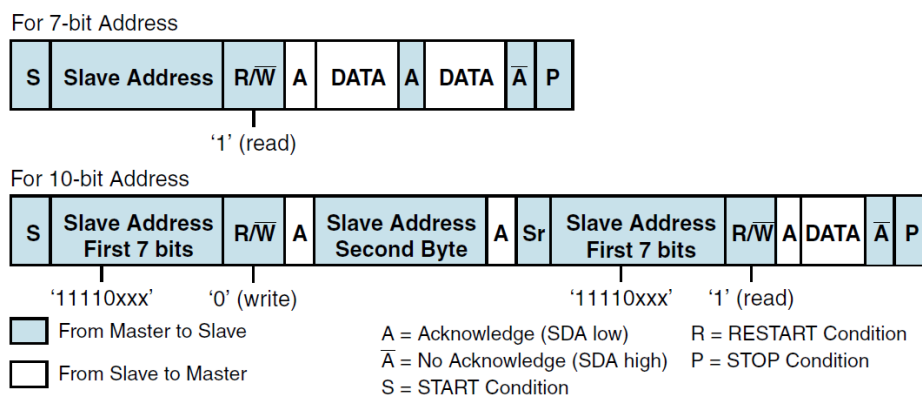 For 7-bit Address
S Slave Address R/W̅ A DATA A DATA A̅ P
‘1’ (read)
For 10-bit Address
S Slave Address First 7 bits R/W̅ A Slave Address Second Byte A Sr Slave Address First 7 bits R/W̅ A DATA A̅ P
‘11110xxx’ ‘0’ (write) ‘11110xxx’ ‘1’ (read)
From Master to Slave
From Slave to Master
A = Acknowledge (SDA low)
A̅ = No Acknowledge (SDA high)
S = START Condition
R = RESTART Condition
P = STOP Condition